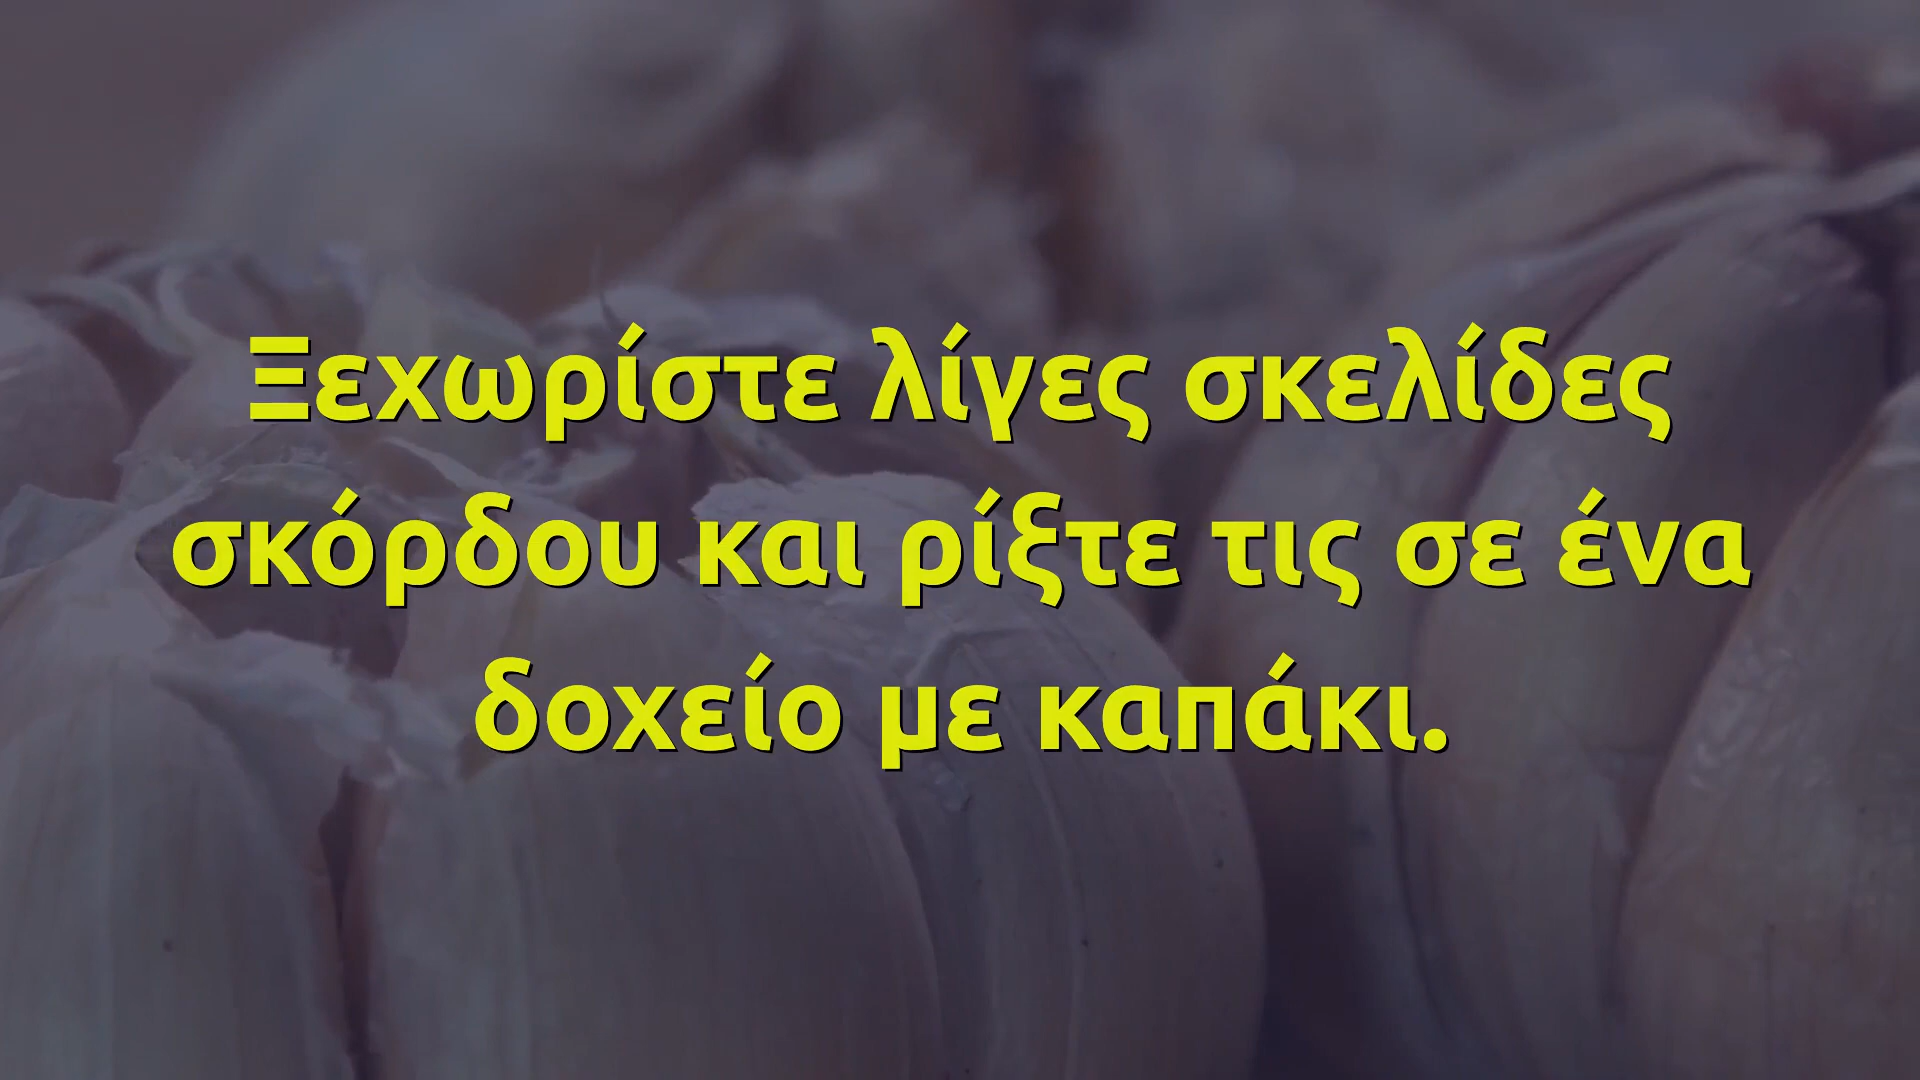 Ξεχωρίστε λίγες σκελίδες
σκόρδου και ρίξτε τις σε ένα
δοχείο με καπάκι.